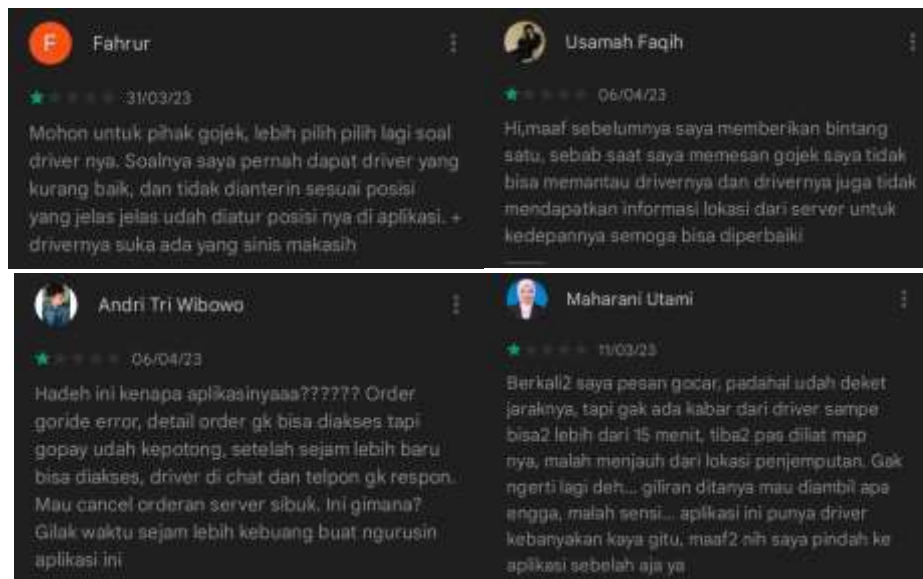 F
Fahrur
31/03/23
Mohon untuk pihak gojek, lebih pilih pilih lagi soal
driver nya. Soalnya saya pernah dapat driver yang
kurang baik, dan tidak dianterin sesuai posisi
yang jelas jelas udah diatur posisi nya di aplikasi. +
drivernya suka ada yang sinis makasih
Usamah Faqih
06/04/23
Hi,maaf sebelumnya saya memberikan bintang
satu, sebab saat saya memesan gojek saya tidak
bisa memantau drivernya dan drivernya juga tidak
mendapatkan informasi lokasi dari server untuk
kedepannya semoga bisa diperbaiki
Andri Tri Wibowo
06/04/23
Hadeh ini kenapa aplikasinyaaa?????? Order
goride error, detail order gk bisa diakses tapi
gopay udah kepotong, setelah sejam lebih baru
bisa diakses, driver di chat dan telpon gk respon.
Mau cancel orderan server sibuk. Ini gimana?
Gilak waktu sejam lebih kebuang buat ngurusin
aplikasi ini
Maharani Utami
11/03/23
Berkali2 saya pesan gocar, padahal udah deket
jaraknya, tapi gak ada kabar dari driver sampe
bisa2 lebih dari 15 menit, tiba2 pas diliat map
nya, malah menjauh dari lokasi penjemputan. Gak
ngerti lagi deh... giliran ditanya mau diambil apa
engga, malah sensi... aplikasi ini punya driver
kebanyakan kaya gitu, maaf2 nih saya pindah ke
aplikasi sebelah aja ya